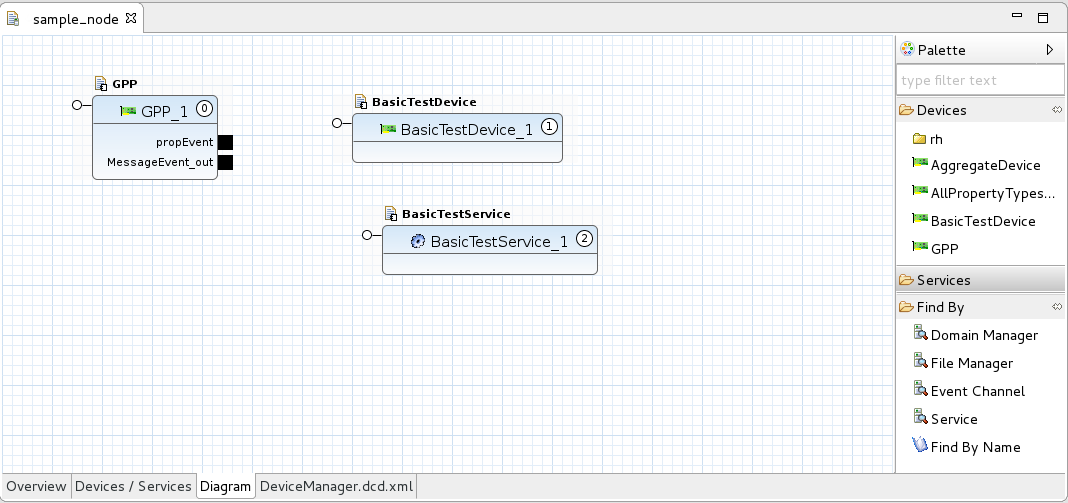 sample_node
GPP
GPP_1 0
propEvent
MessageEvent_out
BasicTestDevice
BasicTestDevice_1 1
BasicTestService
BasicTestService_1 2
Palette
type filter text
Devices
rh
AggregateDevice
AllPropertyTypes...
BasicTestDevice
GPP
Services
Find By
Domain Manager
File Manager
Event Channel
Service
Find By Name
Overview Devices / Services Diagram DeviceManager.dcd.xml